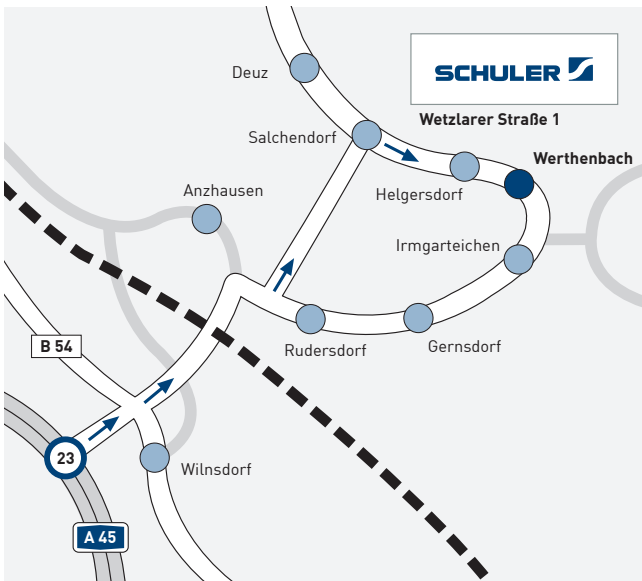 Deuz
SCHULER
Wetzlarer Straße 1
Salchendorf
Werthenbach
Helgersdorf
Anzhausen
Irmgarteichen
B 54
Rudersdorf
Gernsdorf
23
Wilnsdorf
A 45